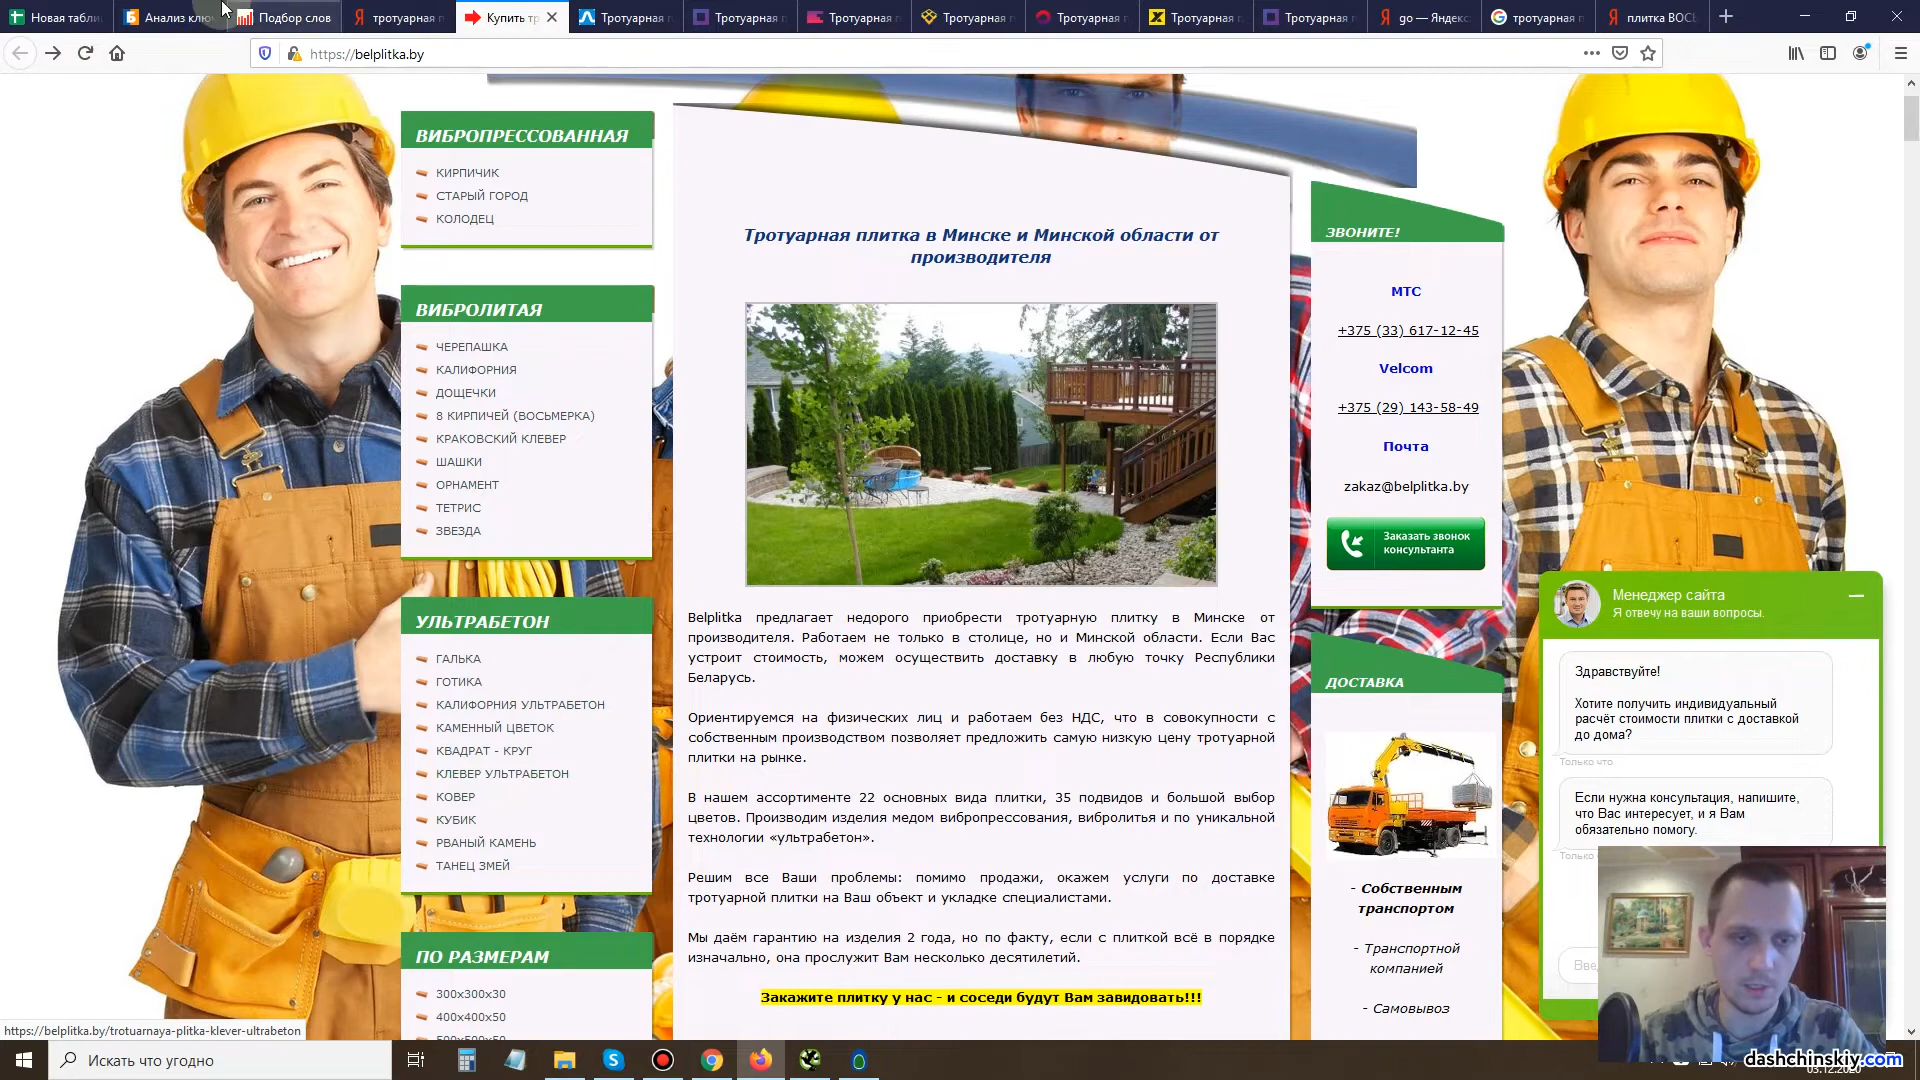 Новая табли
Анализ клю
Подбор слов
тротуарная п
Купить тр
Тротуарная п
Тротуарная п
Тротуарная п
Тротуарная п
Тротуарная п
Тротуарная п
Тротуарная п
go — Яндекс
тротуарная п
плитка ВОСЬ
https://belplitka.by
ВИБРОПРЕССОВАННАЯ
КИРПИЧИК
СТАРЫЙ ГОРОД
КОЛОДЕЦ
ВИБРОЛИТАЯ
ЧЕРЕПАШКА
КАЛИФОРНИЯ
ДОЩЕЧКИ
8 КИРПИЧЕЙ (ВОСЬМЕРКА)
КРАКОВСКИЙ КЛЕВЕР
ШАШКИ
ОРНАМЕНТ
ТЕТРИС
ЗВЕЗДА
УЛЬТРАБЕТОН
ГАЛЬКА
ГОТИКА
КАЛИФОРНИЯ УЛЬТРАБЕТОН
КАМЕННЫЙ ЦВЕТОК
КВАДРАТ - КРУГ
КЛЕВЕР УЛЬТРАБЕТОН
КОВЕР
КУБИК
РВАНЫЙ КАМЕНЬ
ТАНЕЦ ЗМЕЙ
ПО РАЗМЕРАМ
300х300х30
400х400х50
Тротуарная плитка в Минске и Минской области от
производителя
Belplitka предлагает недорого приобрести тротуарную плитку в Минске от
производителя. Работаем не только в столице, но и Минской области. Если Вас
устроит стоимость, можем осуществить доставку в любую точку Республики
Беларусь.
Ориентируемся на физических лиц и работаем без НДС, что в совокупности с
собственным производством позволяет предложить самую низкую цену тротуарной
плитки на рынке.
В нашем ассортименте 22 основных вида плитки, 35 подвидов и большой выбор
цветов. Производим изделия медом вибропрессования, вибролитья и по уникальной
технологии «ультрабетон».
Решим все Ваши проблемы: помимо продажи, окажем услуги по доставке
тротуарной плитки на Ваш объект и укладке специалистами.
Мы даём гарантию на изделия 2 года, но по факту, если с плиткой всё в порядке
изначально, она прослужит Вам несколько десятилетий.
Закажите плитку у нас - и соседи будут Вам завидовать!!!
ЗВОНИТЕ!
МТС
+375 (33) 617-12-45
Velcom
+375 (29) 143-58-49
Почта
zakaz@belplitka.by
Заказать звонок
консультанта
ДОСТАВКА
- Собственным
транспортом
- Транспортной
компанией
- Самовывоз
Менеджер сайта
Я отвечу на ваши вопросы.
Здравствуйте!
Хотите получить индивидуальный
расчёт стоимости плитки с доставкой
до дома?
Только что
Если нужна консультация, напишите,
что Вас интересует, и я Вам
обязательно помогу.
Только
Вве
https://belplitka.by/trotuarnaya-plitka-klever-ultrabeton
Искать что угодно
dashchinskiy.com
03.12.2020